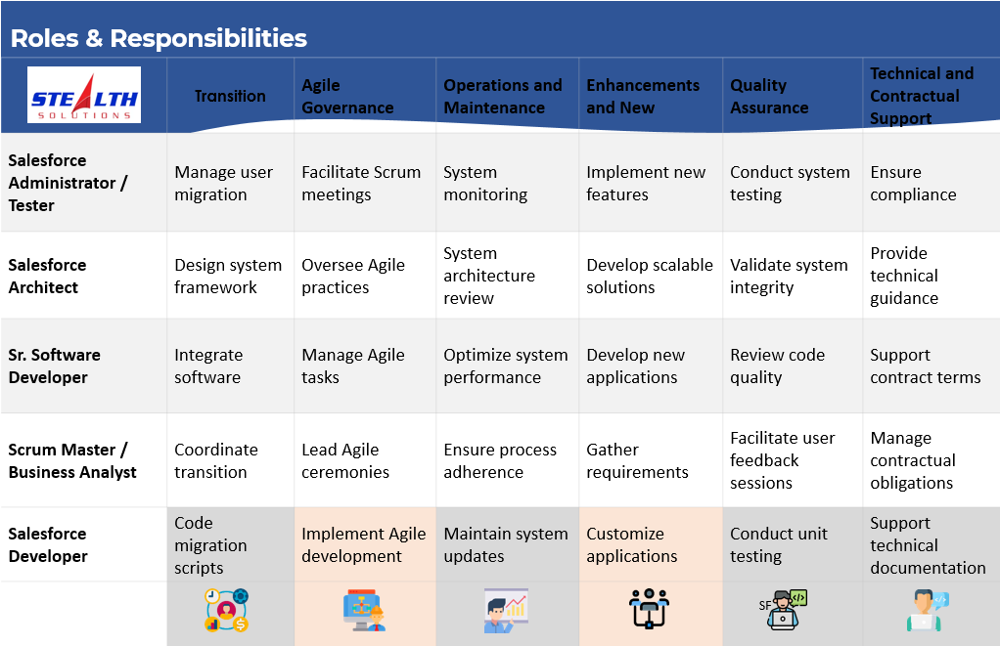 Roles & Responsibilities
STEALTH
SOLUTIONS
Transition
Agile
Governance
Operations and
Maintenance
Enhancements
and New
Quality
Assurance
Technical and
Contractual
Support
Salesforce
Administrator /
Tester
Manage user
migration
Facilitate Scrum
meetings
System
monitoring
Implement new
features
Conduct system
testing
Ensure
compliance
Salesforce
Architect
Design system
framework
Oversee Agile
practices
System
architecture
review
Develop scalable
solutions
Validate system
integrity
Provide
technical
guidance
Sr. Software
Developer
Integrate
software
Manage Agile
tasks
Optimize system
performance
Develop new
applications
Review code
quality
Support
contract terms
Scrum Master /
Business Analyst
Coordinate
transition
Lead Agile
ceremonies
Ensure process
adherence
Gather
requirements
Facilitate user
feedback
sessions
Manage
contractual
obligations
Salesforce
Developer
Code
migration
scripts
Implement Agile
development
Maintain system
updates
Customize
applications
Conduct unit
testing
Support
technical
documentation
SF